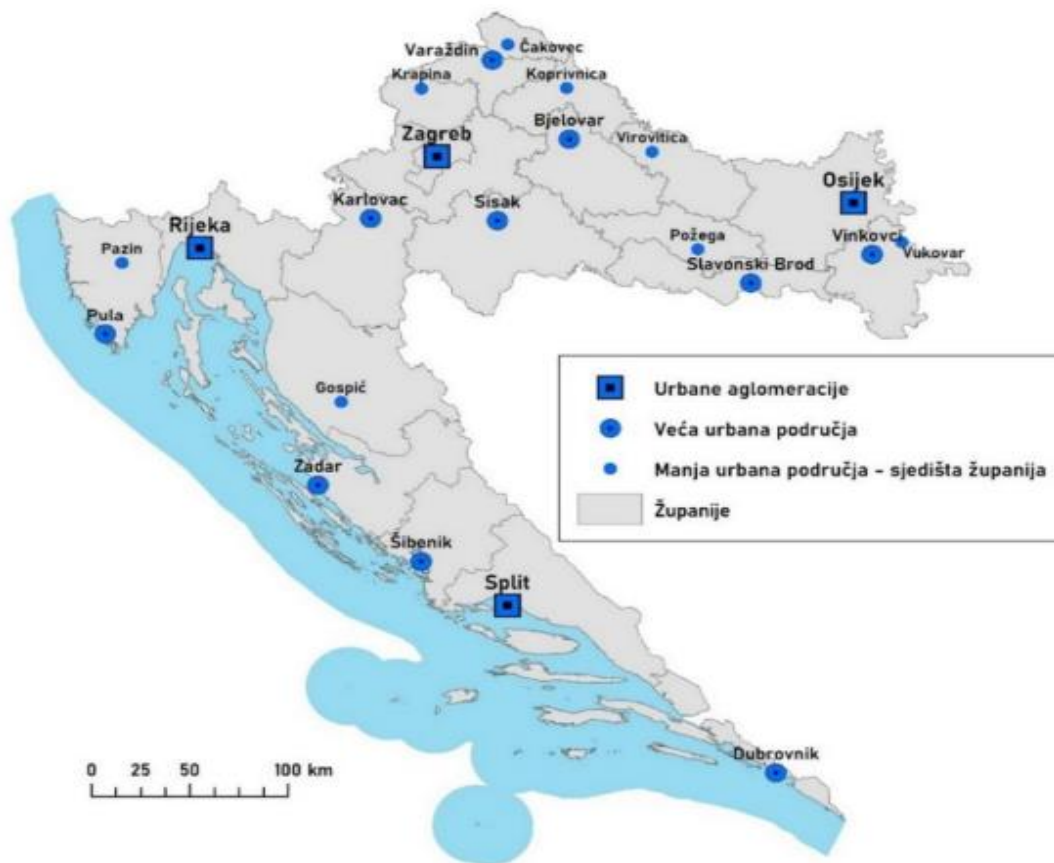 Čakovec
Varaždin
Krapina
Koprivnica
Bjelovar
Zagreb
Virovitica
Osijek
Karlovac
Sisak
Rijeka
Požega
Vinkovci
Vukovar
Pazin
Slavonski Brod
Pula
Gospić
Urbane aglomeracije
Veća urbana područja
Manja urbana područja - sjedišta županija
Županije
Zadar
Šibenik
Split
Dubrovnik
0 25 50 100 km